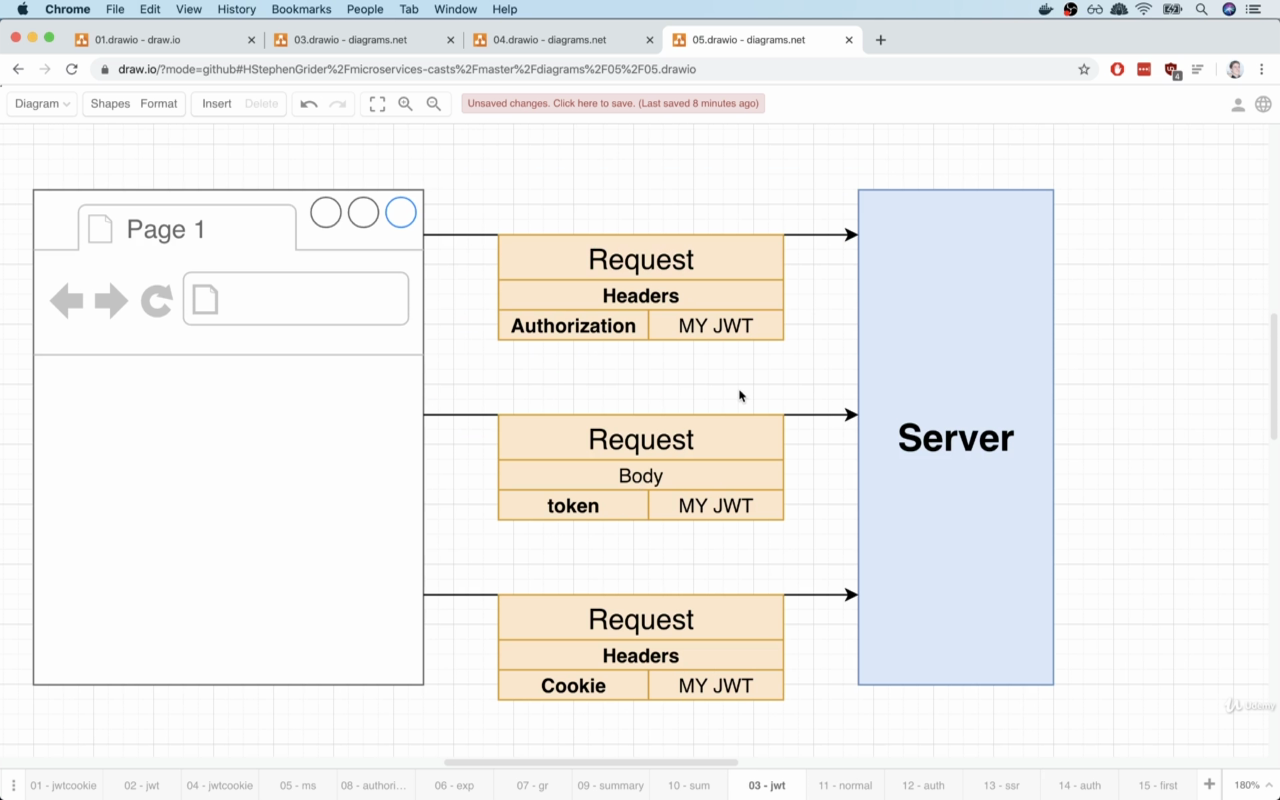 Chrome File Edit View History Bookmarks People Tab Window Help
01.drawio - draw.io
03.drawio - diagrams.net
04.drawio - diagrams.net
05.drawio - diagrams.net
draw.io/?mode=github#HStephenGrider%2Fmicroservices-casts%2Fmaster%2Fdiagrams%2F05%2F05.drawio
4
Diagram Shapes Format Insert Delete Unsaved changes. Click here to save. (Last saved 8 minutes ago)
Page 1
Request
Headers
Authorization MY JWT
Request
Body
token MY JWT
Server
Request
Headers
Cookie MY JWT
Udemy
01 - jwtcookie 02 - jwt 04 - jwtcookie 05 - ms 08 - authori... 06 - exp 07 - gr 09 - summary 10 - sum 03 - jwt 11 - normal 12 - auth 13 - ssr 14 - auth 15 - first 180%